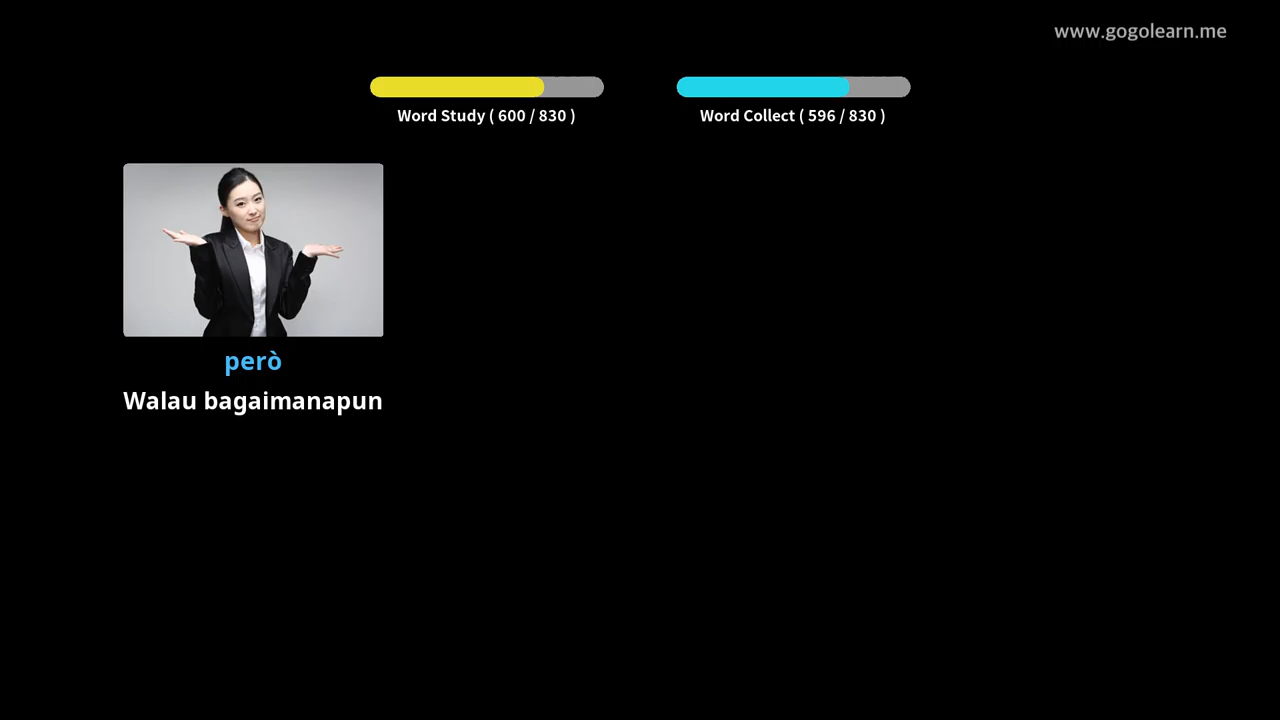 www.gogolearn.me
Word Study ( 600 / 830 )
Word Collect ( 596 / 830 )
però
Walau bagaimanapun